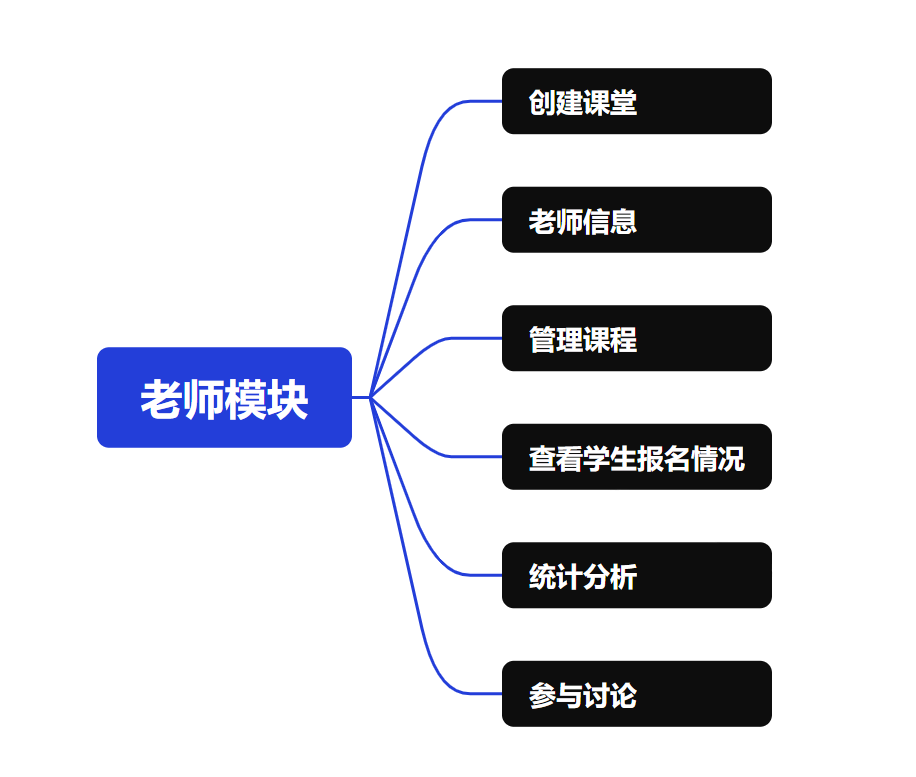 老师模块
创建课堂
老师信息
管理课程
查看学生报名情况
统计分析
参与讨论